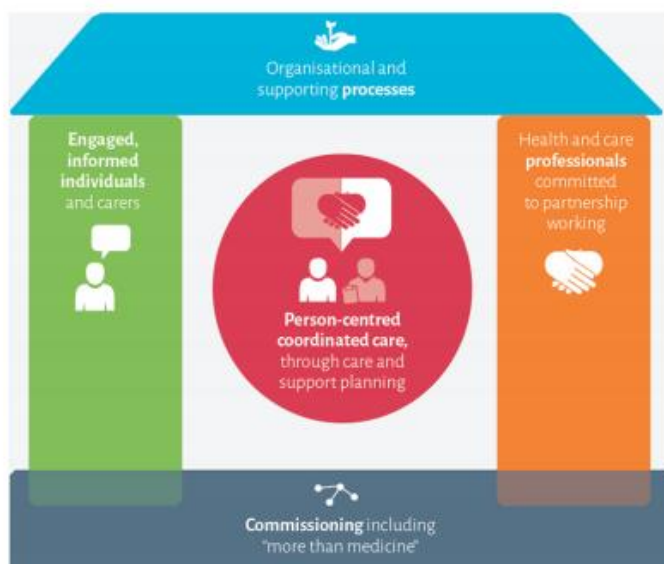 Organisational and
supporting processes
Engaged,
informed
individuals
and carers
Health and care
professionals
committed
to partnership
working
Person-centred
coordinated care,
through care and
support planning
Commissioning including
"more than medicine"